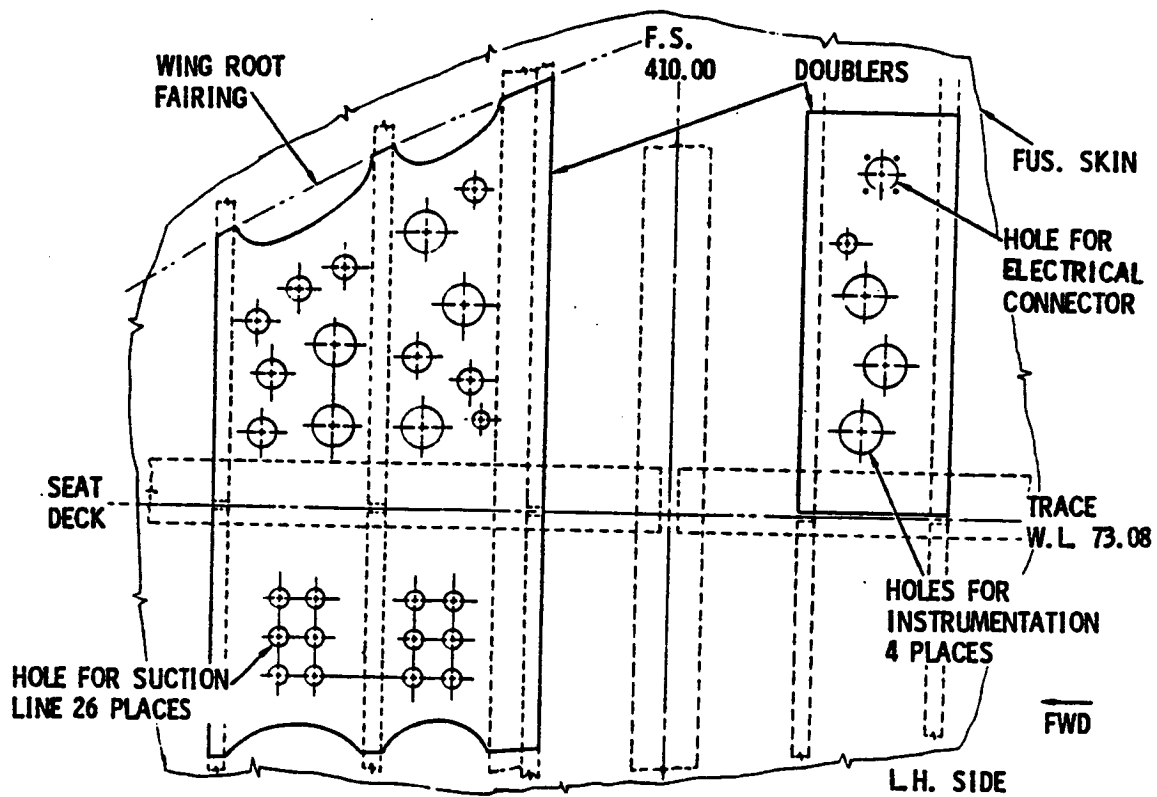 WING ROOT
FAIRING
F.S.
410.00
DOUBLERS
FUS. SKIN
HOLE FOR
ELECTRICAL
CONNECTOR
SEAT
DECK
TRACE
W.L. 73.08
HOLES FOR
INSTRUMENTATION
4 PLACES
HOLE FOR SUCTION
LINE 26 PLACES
FWD
L.H. SIDE